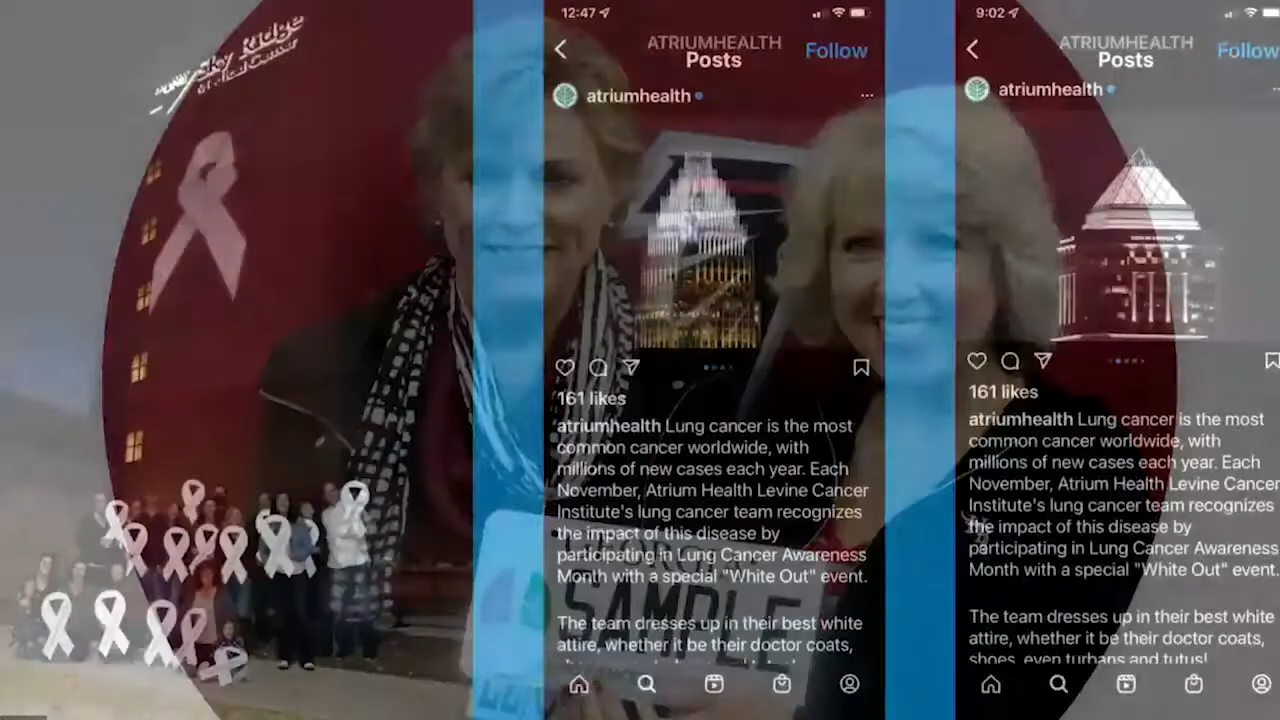 Sky Ridge
Medical Center
12:47
ATRIUMHEALTH
Posts
Follow
atriumhealth
161 likes
atriumhealth Lung cancer is the most
common cancer worldwide, with
millions of new cases each year. Each
November, Atrium Health Levine Cancer
Institute's lung cancer team recognizes
the impact of this disease by
participating in Lung Cancer Awareness
Month with a special "White Out" event.
The team dresses up in their best white
attire, whether it be their doctor coats,
SAMPLE
9:02
ATRIUMHEALTH
Posts
Follow
atriumhealth
161 likes
atriumhealth Lung cancer is the most
common cancer worldwide, with
millions of new cases each year. Each
November, Atrium Health Levine Cancer
Institute's lung cancer team recognizes
the impact of this disease by
participating in Lung Cancer Awareness
Month with a special "White Out" event.
The team dresses up in their best white
attire, whether it be their doctor coats,
shoes, even turbans and tutus!